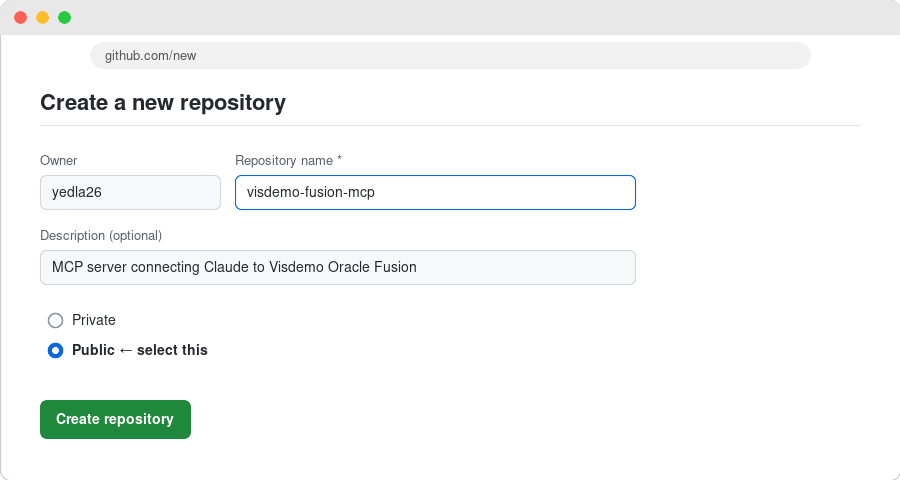 github.com/new
Create a new repository
Owner
Repository name *
yedla26
visdemo-fusion-mcp
Description (optional)
MCP server connecting Claude to Visdemo Oracle Fusion
Private
Public ← select this
Create repository